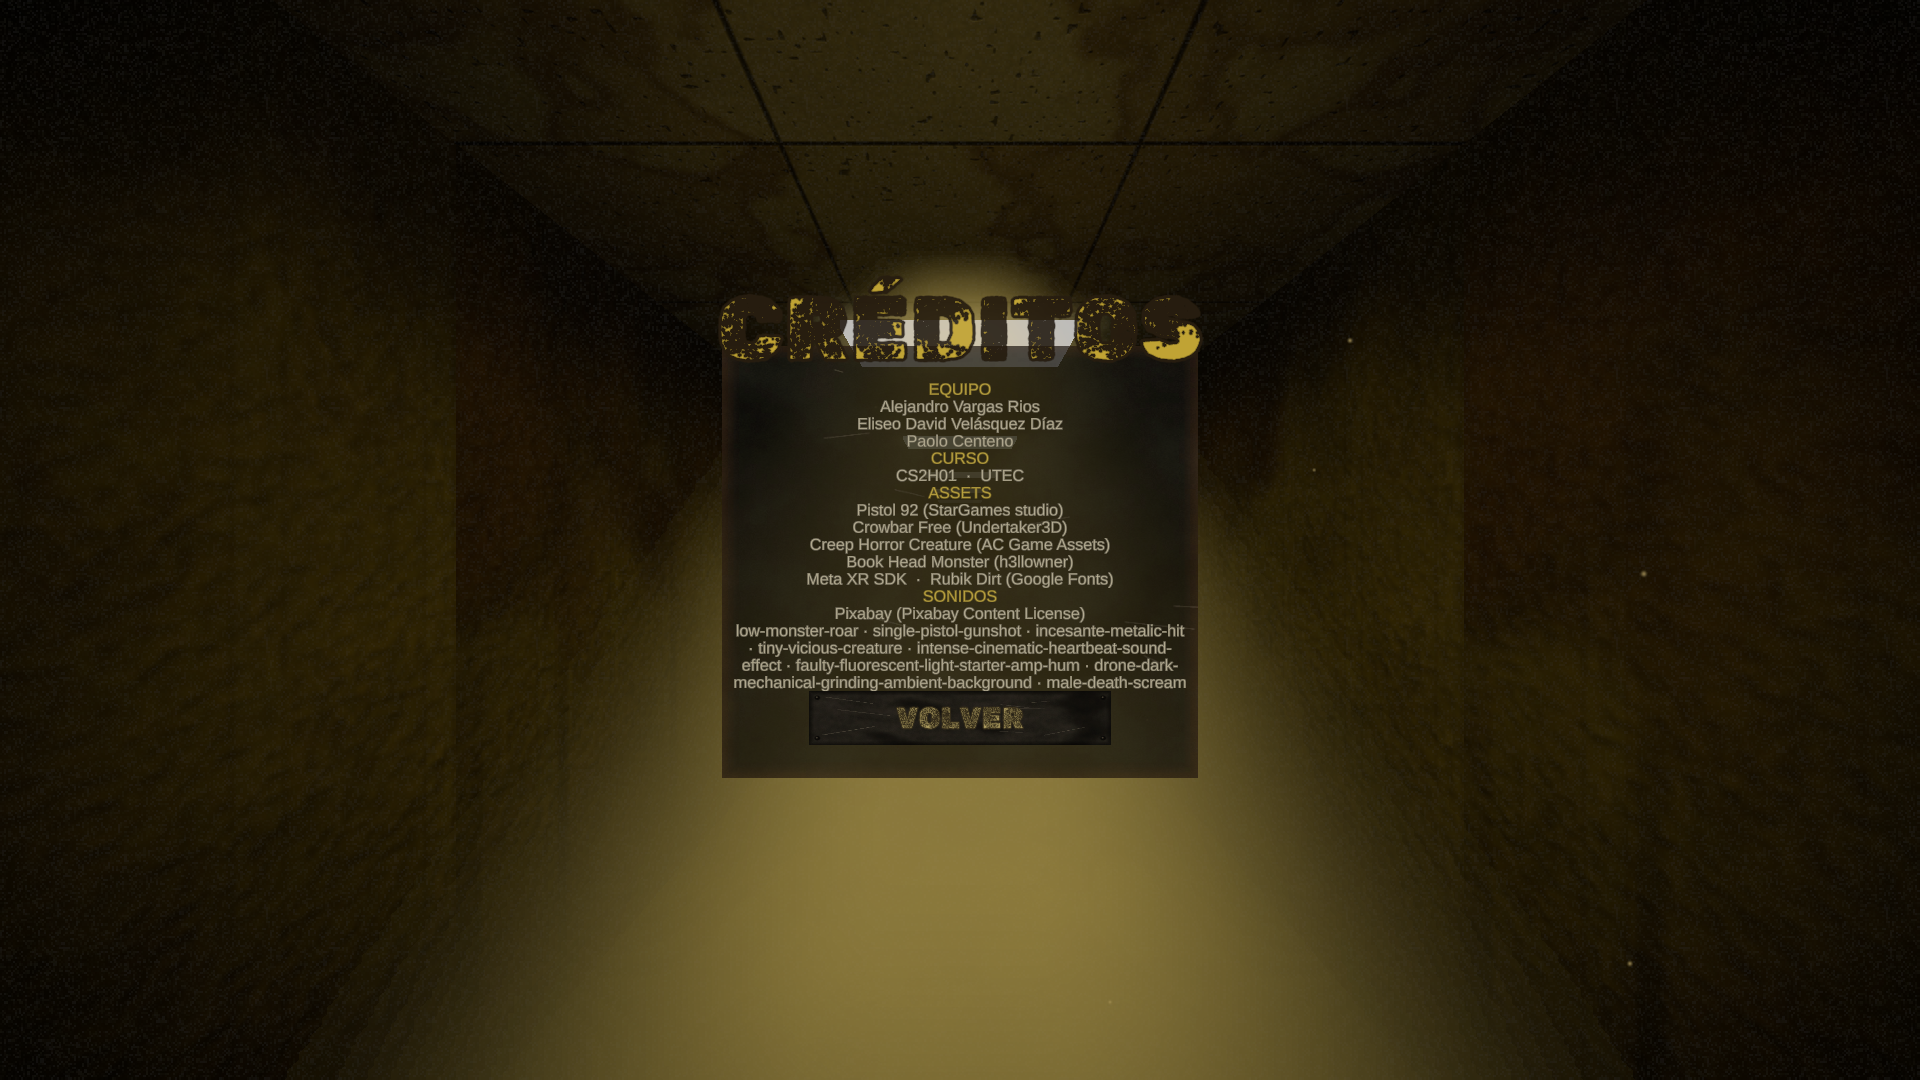 CRÉDITOS
EQUIPO
Alejandro Vargas Rios
Eliseo David Velásquez Díaz
Paolo Centeno
CURSO
CS2H01 · UTEC
ASSETS
Pistol 92 (StarGames studio)
Crowbar Free (Undertaker3D)
Creep Horror Creature (AC Game Assets)
Book Head Monster (h3llowner)
Meta XR SDK · Rubik Dirt (Google Fonts)
SONIDOS
Pixabay (Pixabay Content License)
low-monster-roar · single-pistol-gunshot · incesante-metalic-hit
· tiny-vicious-creature · intense-cinematic-heartbeat-sound-
effect · faulty-fluorescent-light-starter-amp-hum · drone-dark-
mechanical-grinding-ambient-background · male-death-scream
VOLVER